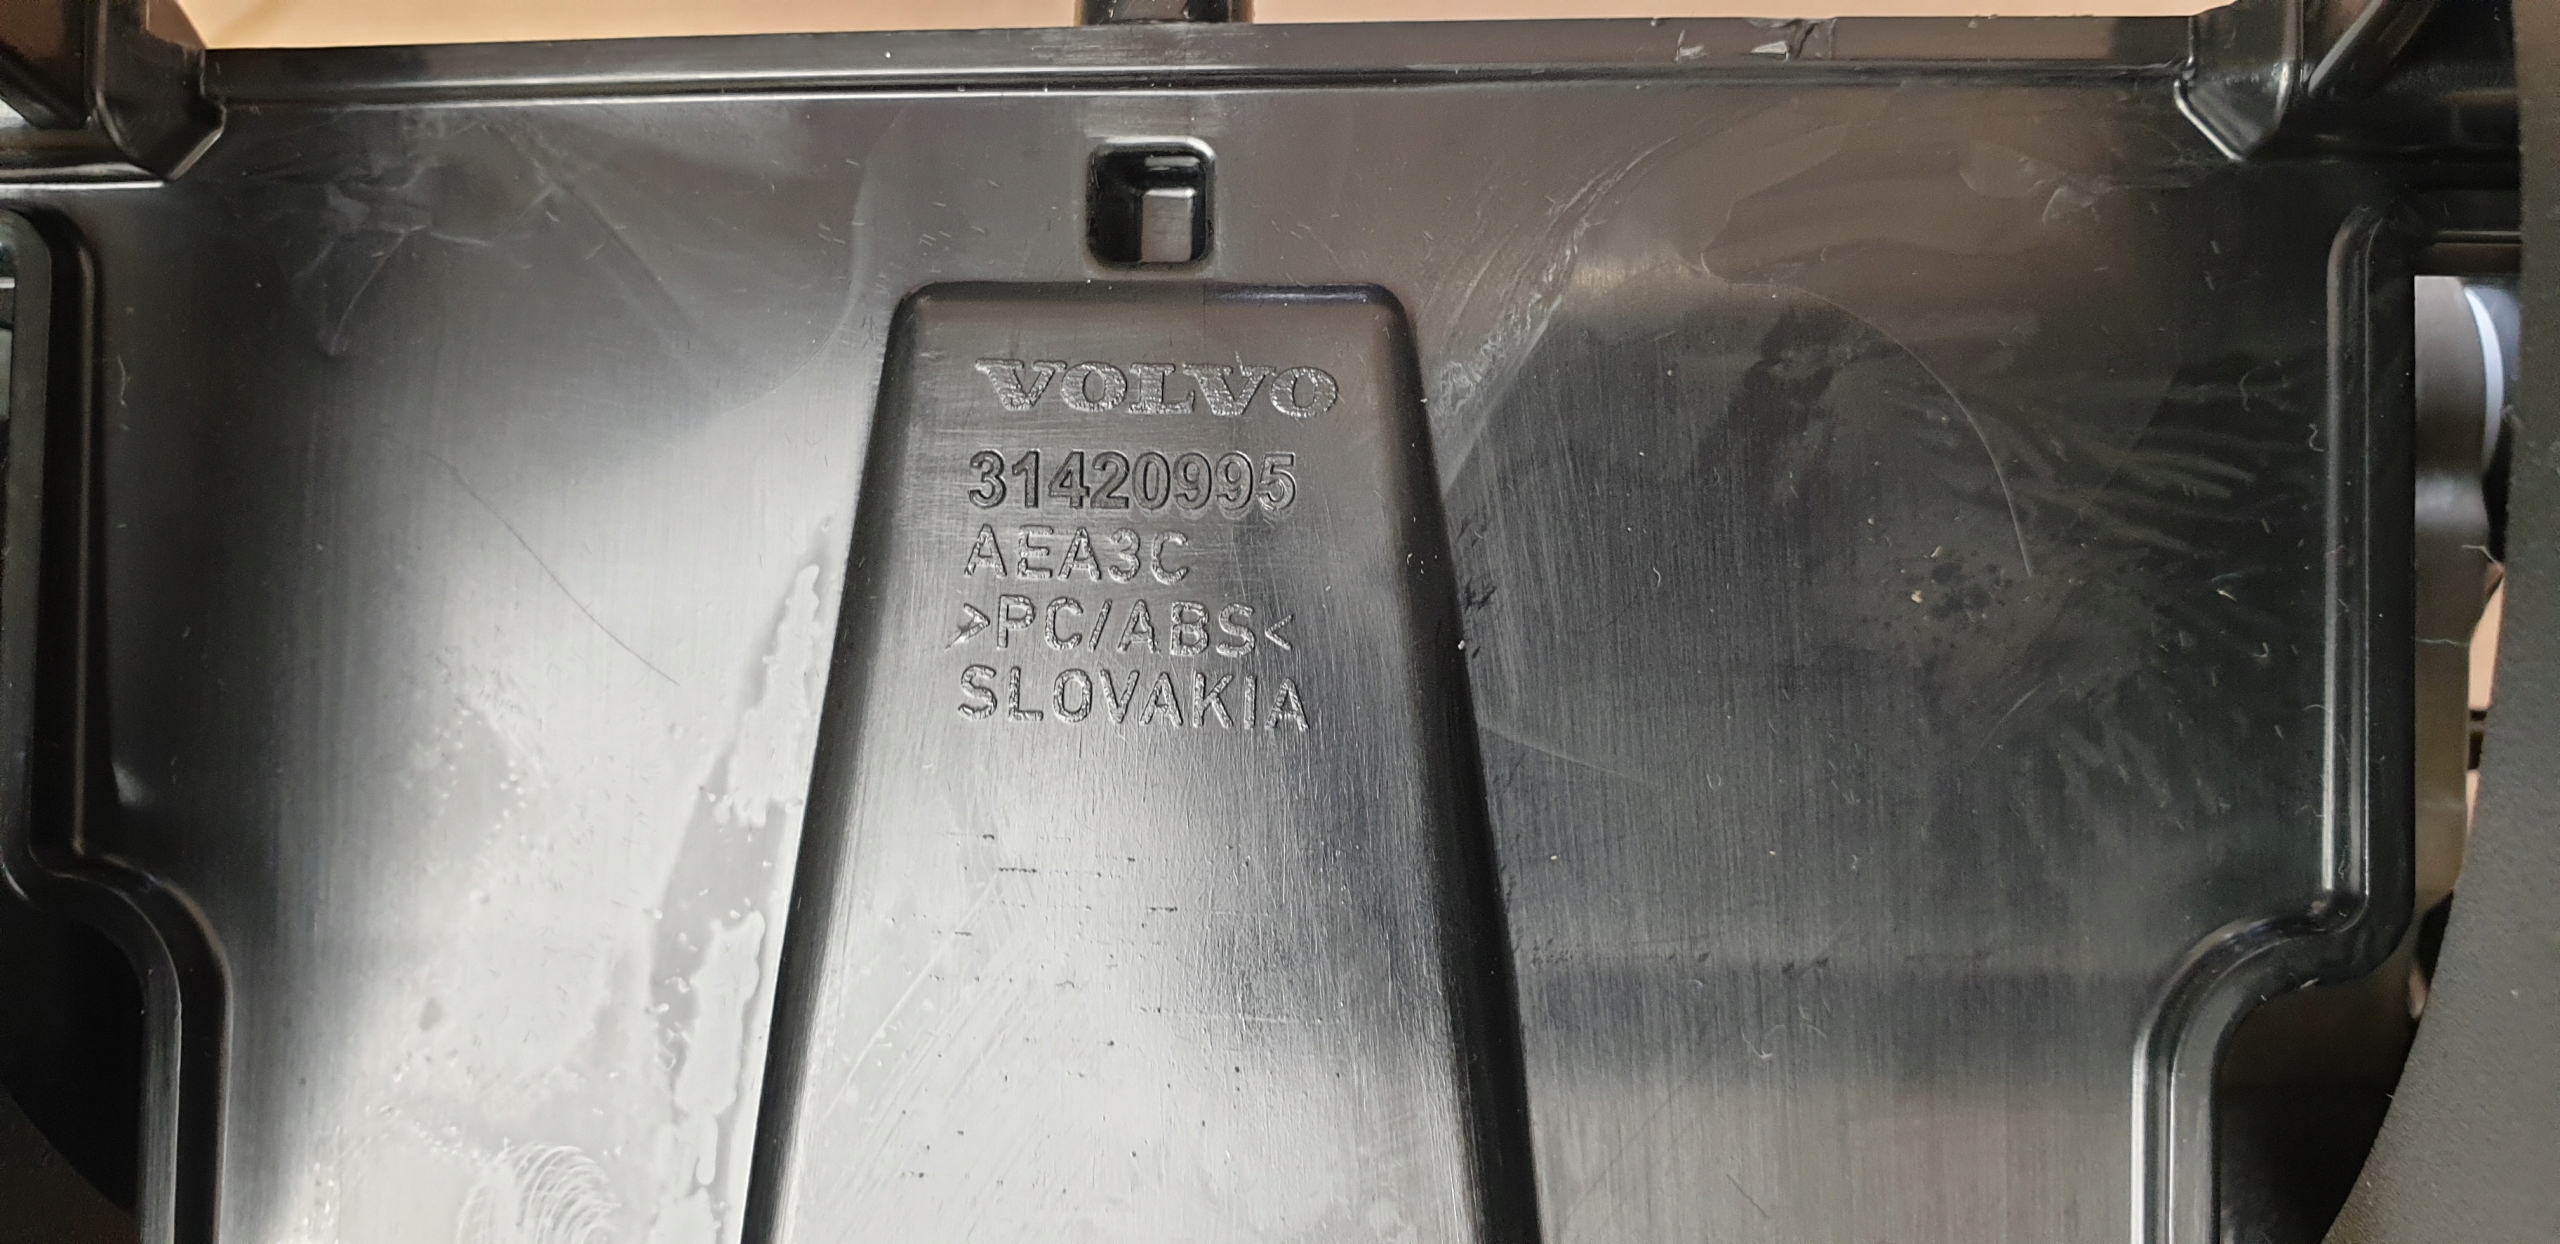 VOLVO
31420995
AEA3C
>PC/ABS<
SLOVAKIA